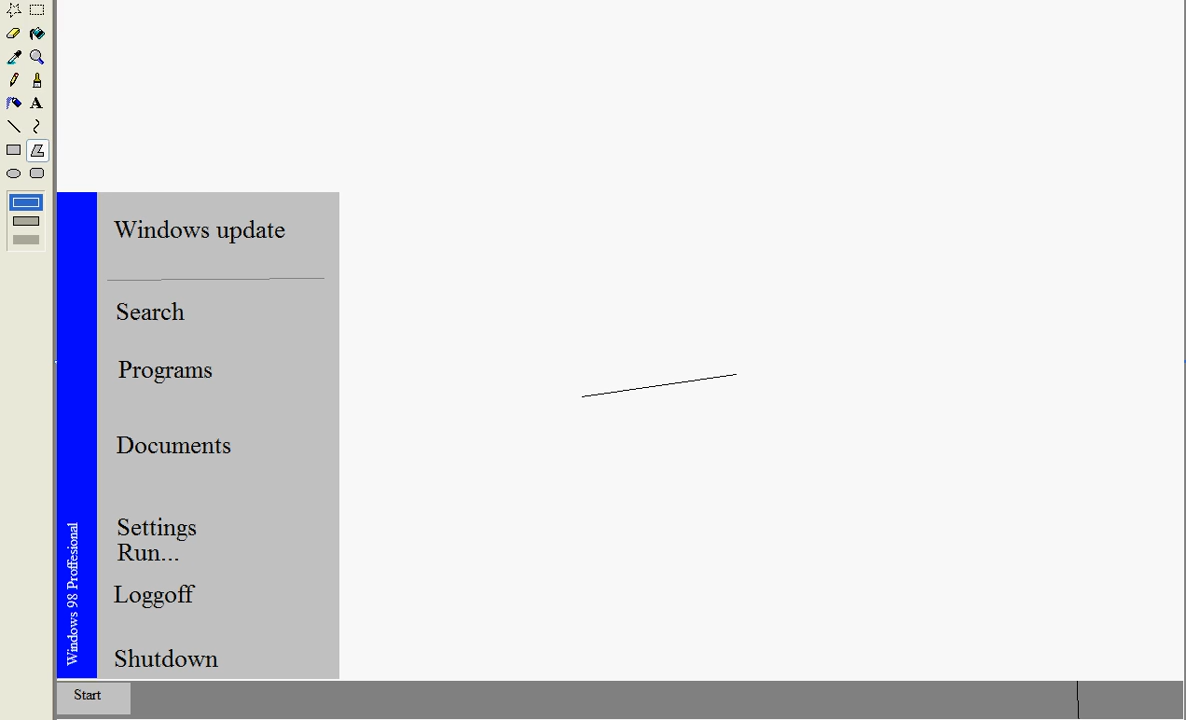 Windows update
Search
Programs
Documents
Settings
Run...
Loggoff
Shutdown
Windows 98 Proffesional
Start